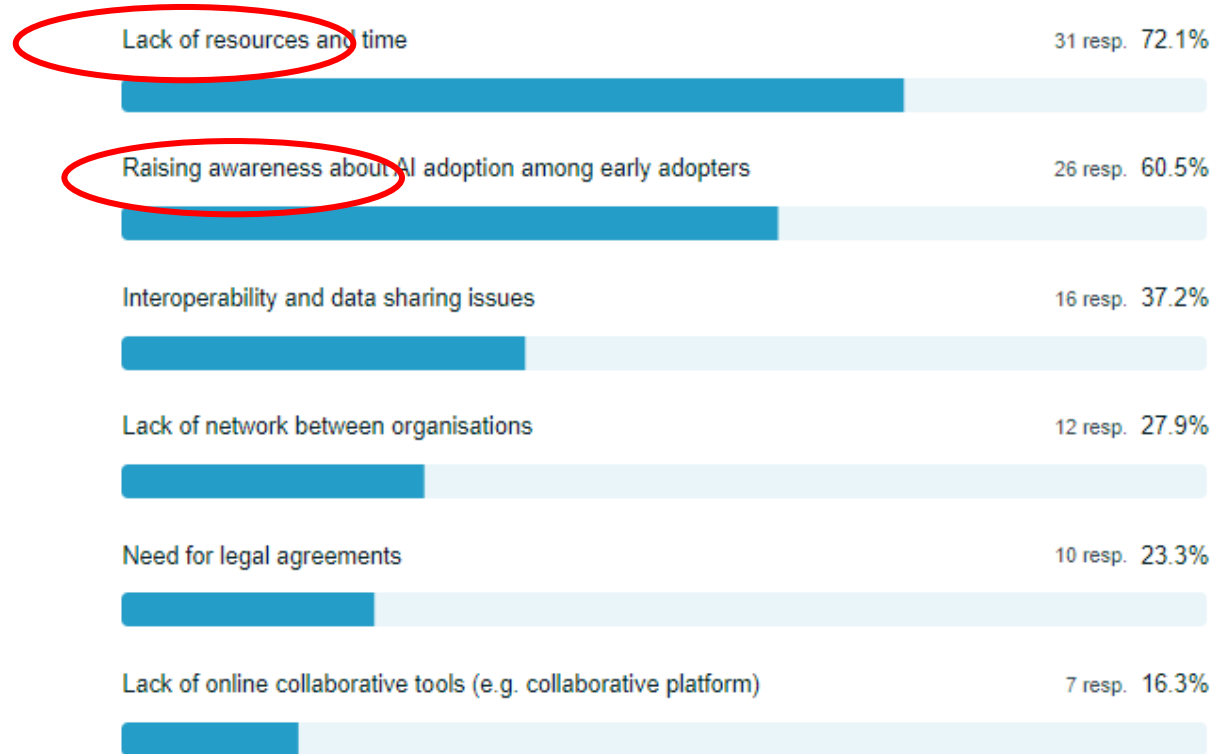 Lack of resources and time 31 resp. 72.1%
Raising awareness about AI adoption among early adopters 26 resp. 60.5%
Interoperability and data sharing issues 16 resp. 37.2%
Lack of network between organisations 12 resp. 27.9%
Need for legal agreements 10 resp. 23.3%
Lack of online collaborative tools (e.g. collaborative platform) 7 resp. 16.3%